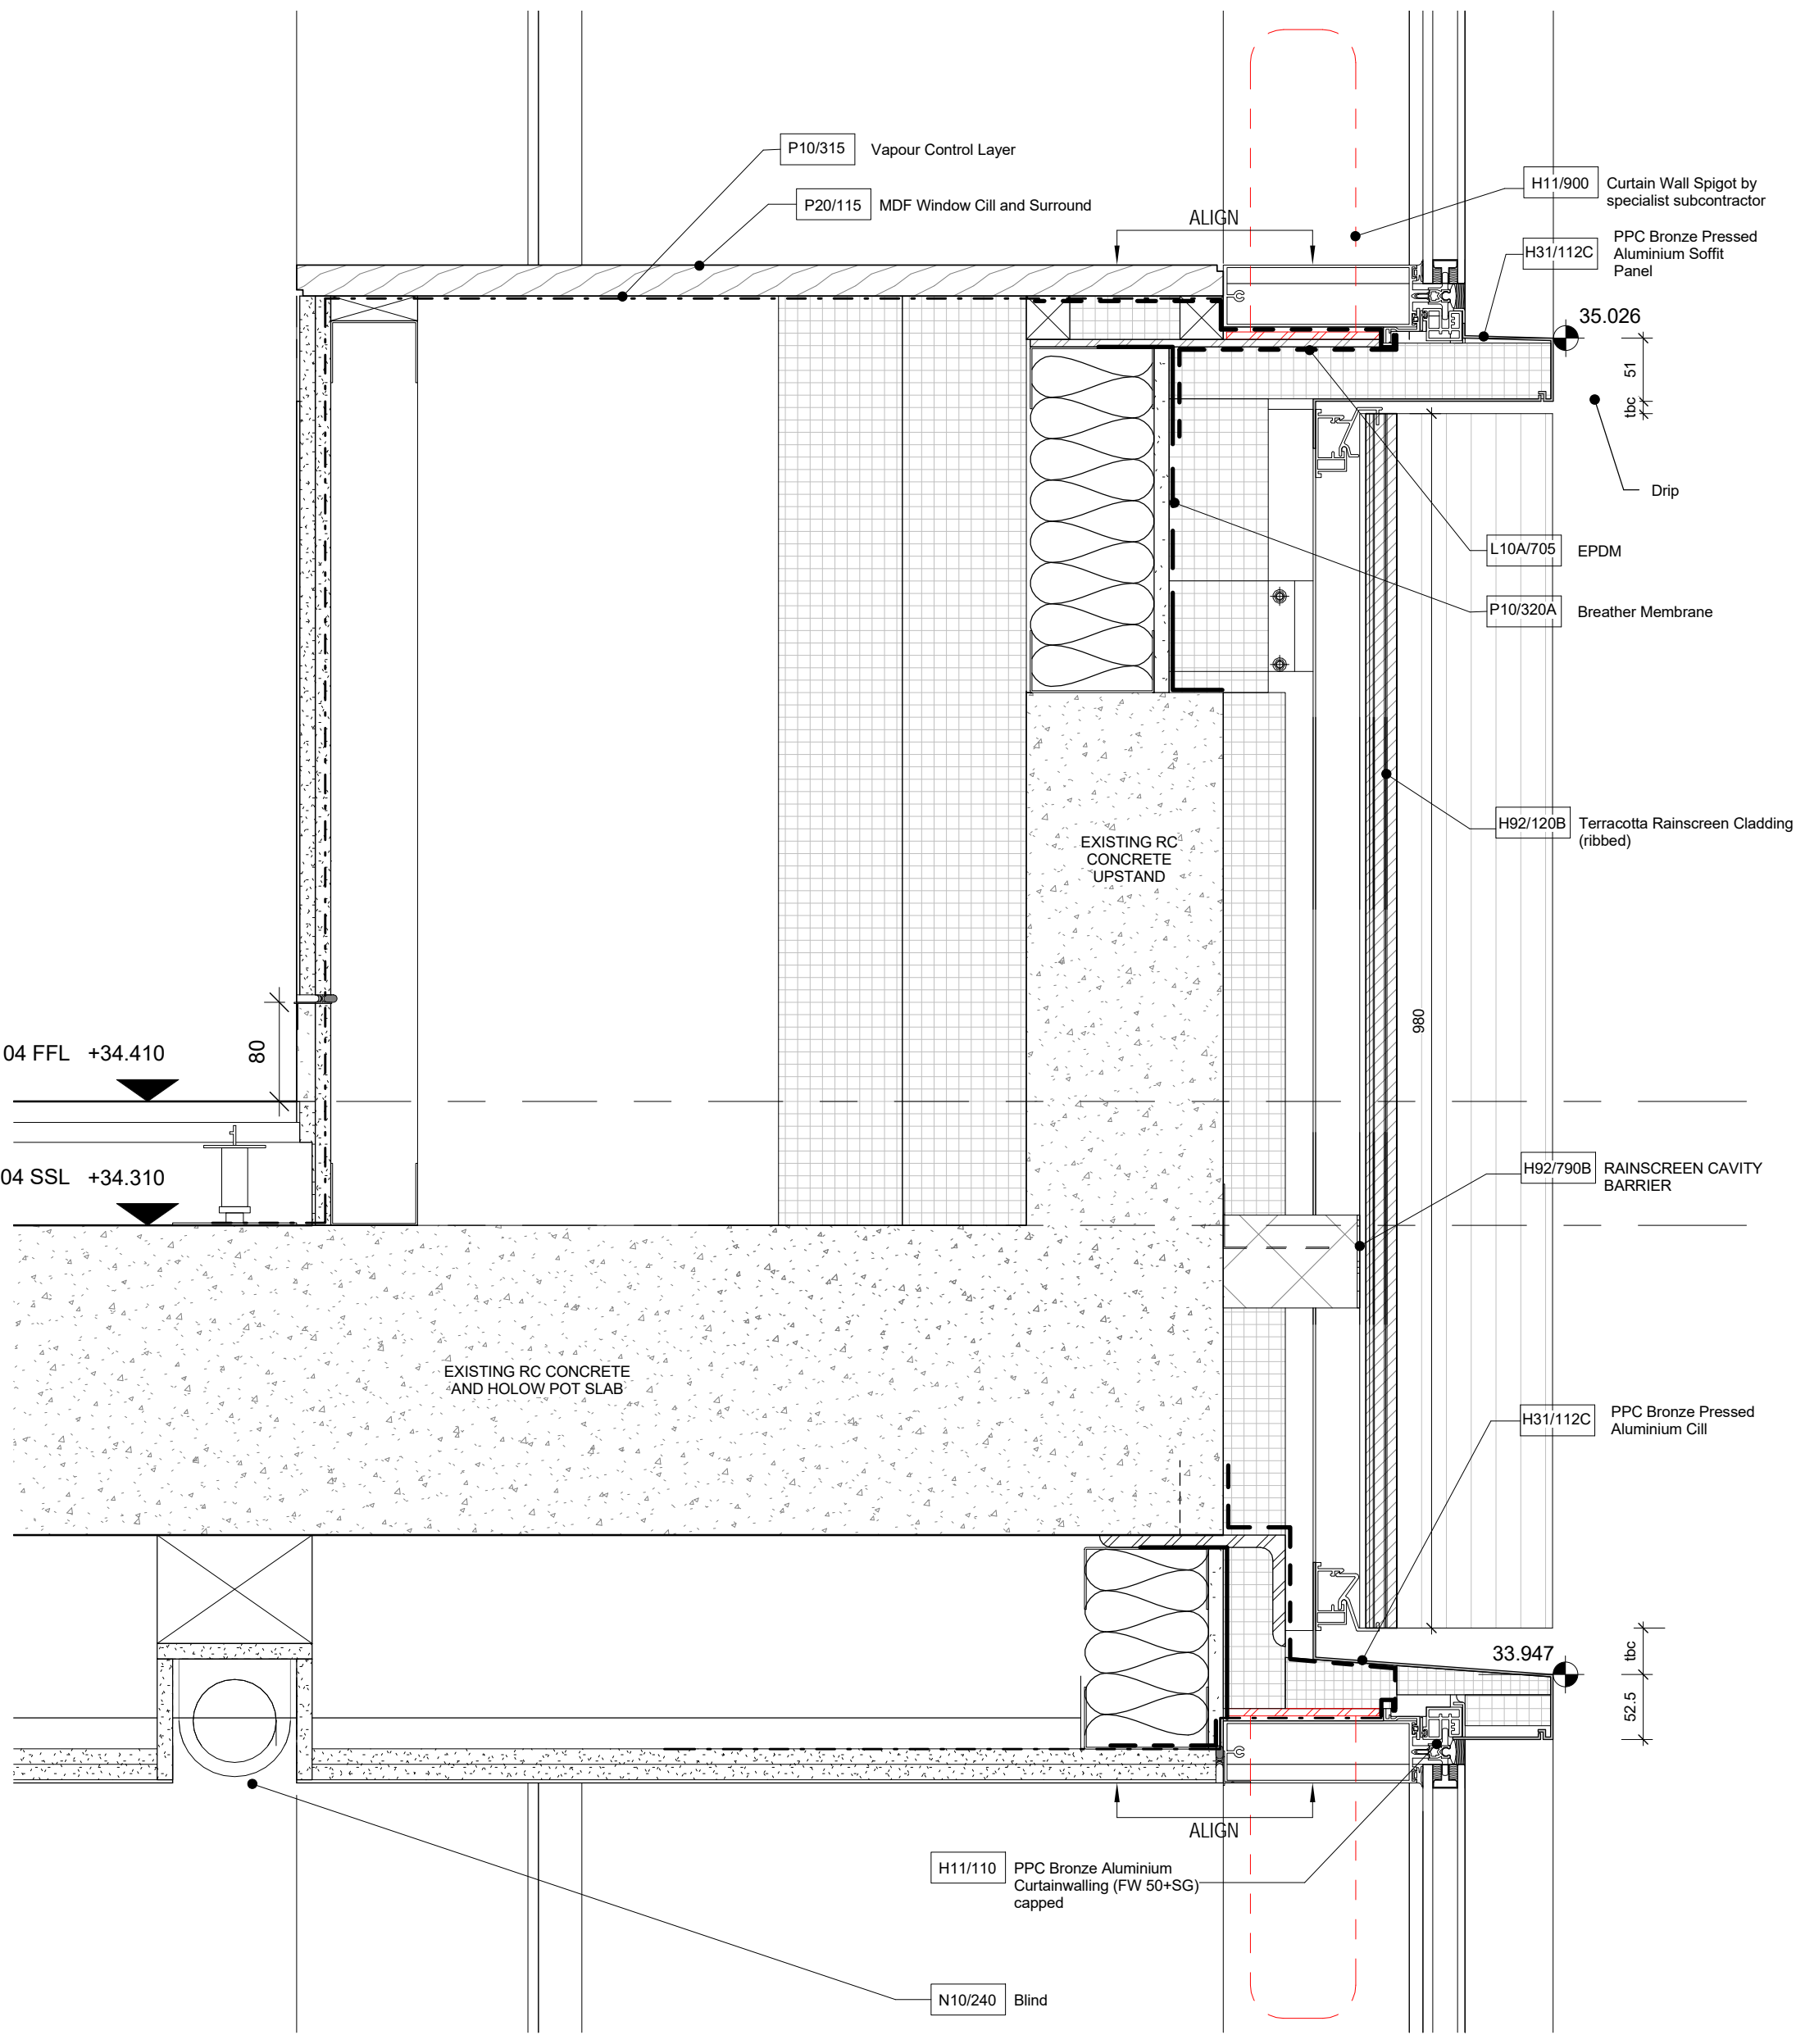 P10/315 Vapour Control Layer
P20/115 MDF Window Cill and Surround
ALIGN
H11/900 Curtain Wall Spigot by
specialist subcontractor
H31/112C PPC Bronze Pressed
Aluminium Soffit
Panel
35.026
51
tbc
Drip
L10A/705 EPDM
P10/320A Breather Membrane
H92/120B Terracotta Rainscreen Cladding
(ribbed)
EXISTING RC
CONCRETE
UPSTAND
980
80
04 FFL +34.410
04 SSL +34.310
H92/790B RAINSCREEN CAVITY
BARRIER
EXISTING RC CONCRETE
AND HOLOW POT SLAB
H31/112C PPC Bronze Pressed
Aluminium Cill
33.947
tbc
52.5
ALIGN
H11/110 PPC Bronze Aluminium
Curtainwalling (FW 50+SG)
capped
N10/240 Blind